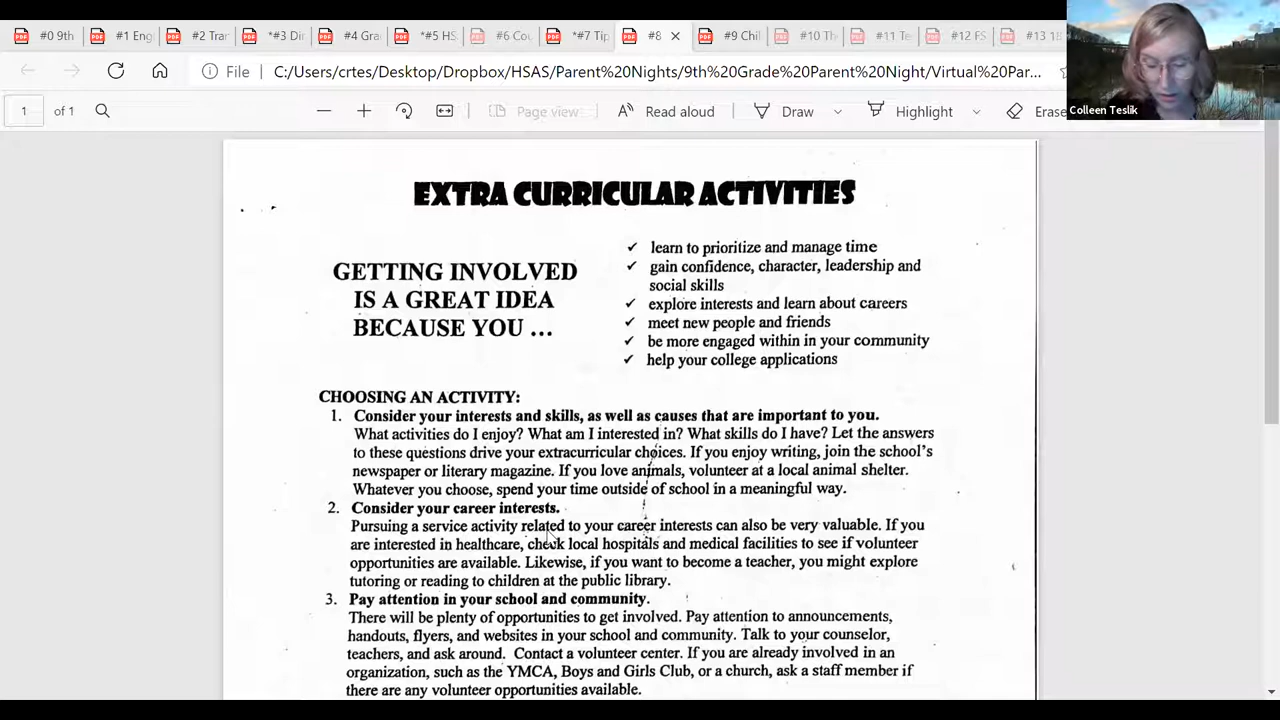 #0 9th
#1 Eng
#2 Tran
*#3 Dir
#4 Gra
*#5 HS
#6 Cou
*#7 Tip
#8
#9 Chil
#10 Th
#11 Te
#12 FS
#13 18
File
C:/Users/crtes/Desktop/Dropbox/HSAS/Parent%20Nights/9th%20Grade%20Parent%20Night/Virtual%20Par...
1
of 1
Page view
Read aloud
Draw
Highlight
Erase
Colleen Teslik
EXTRA CURRICULAR ACTIVITIES
GETTING INVOLVED
IS A GREAT IDEA
BECAUSE YOU ...
✓ learn to prioritize and manage time
✓ gain confidence, character, leadership and
social skills
✓ explore interests and learn about careers
✓ meet new people and friends
✓ be more engaged within in your community
✓ help your college applications
CHOOSING AN ACTIVITY:
1. Consider your interests and skills, as well as causes that are important to you.
What activities do I enjoy? What am I interested in? What skills do I have? Let the answers
to these questions drive your extracurricular choices. If you enjoy writing, join the school's
newspaper or literary magazine. If you love animals, volunteer at a local animal shelter.
Whatever you choose, spend your time outside of school in a meaningful way.
2. Consider your career interests.
Pursuing a service activity related to your career interests can also be very valuable. If you
are interested in healthcare, check local hospitals and medical facilities to see if volunteer
opportunities are available. Likewise, if you want to become a teacher, you might explore
tutoring or reading to children at the public library.
3. Pay attention in your school and community.
There will be plenty of opportunities to get involved. Pay attention to announcements,
handouts, flyers, and websites in your school and community. Talk to your counselor,
teachers, and ask around. Contact a volunteer center. If you are already involved in an
organization, such as the YMCA, Boys and Girls Club, or a church, ask a staff member if
there are any volunteer opportunities available.